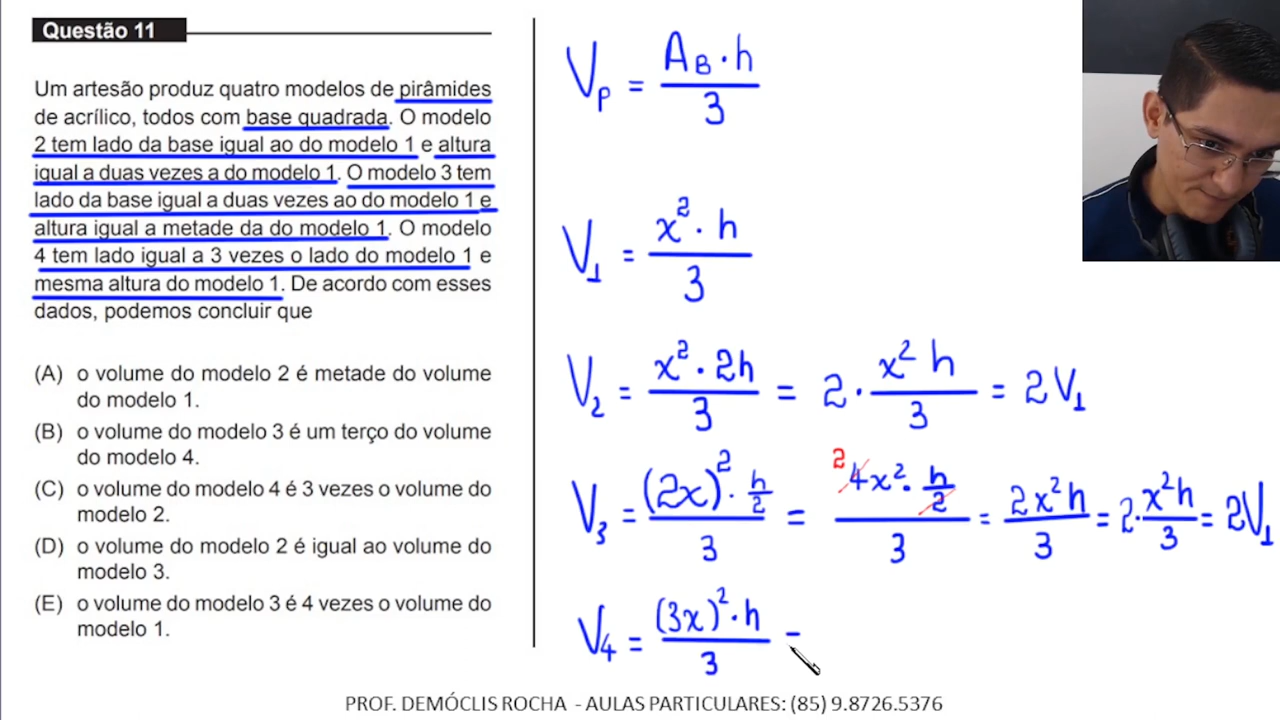 Questão 11
Um artesão produz quatro modelos de pirâmides
de acrílico, todos com base quadrada. O modelo
2 tem lado da base igual ao do modelo 1 e altura
igual a duas vezes a do modelo 1. O modelo 3 tem
lado da base igual a duas vezes ao do modelo 1 e
altura igual a metade da do modelo 1. O modelo
4 tem lado igual a 3 vezes o lado do modelo 1 e
mesma altura do modelo 1. De acordo com esses
dados, podemos concluir que
(A) o volume do modelo 2 é metade do volume
do modelo 1.
(B) o volume do modelo 3 é um terço do volume
do modelo 4.
(C) o volume do modelo 4 é 3 vezes o volume do
modelo 2.
(D) o volume do modelo 2 é igual ao volume do
modelo 3.
(E) o volume do modelo 3 é 4 vezes o volume do
modelo 1.
V_P = A_B · h / 3
V_1 = x² · h / 3
V_2 = x² · 2h / 3 = 2 · x² h / 3 = 2V_1
V_3 = (2x)² · h/2 / 3 = 2 4x² · h/2 / 3 = 2x²h / 3 = 2 · x²h / 3 = 2V_1
V_4 = (3x)² · h / 3 =
PROF. DEMÓCLIS ROCHA - AULAS PARTICULARES: (85) 9.8726.5376